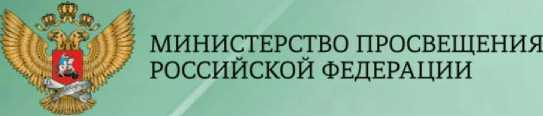 МИНИСТЕРСТВО ПРОСВЕЩЕНИЯ
РОССИЙСКОЙ ФЕДЕРАЦИИ